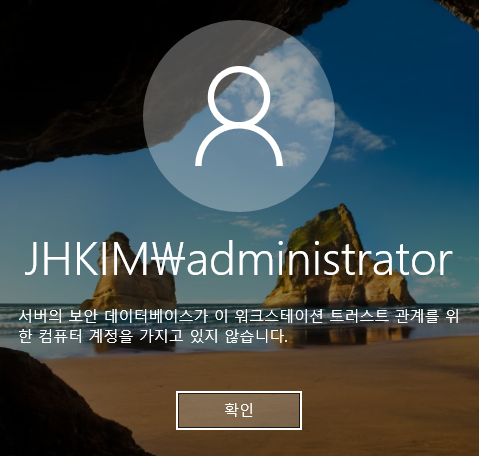 JHKIM₩administrator
서버의 보안 데이터베이스가 이 워크스테이션 트러스트 관계를 위
한 컴퓨터 계정을 가지고 있지 않습니다.
확인